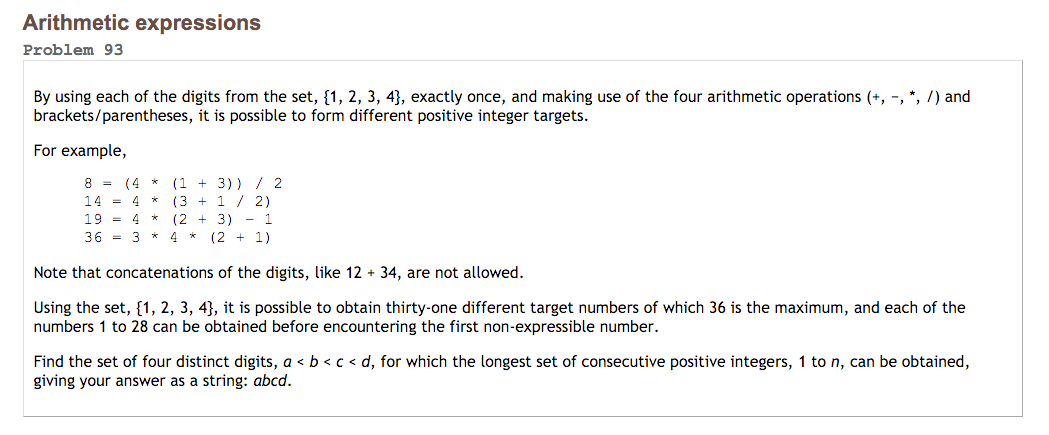 Arithmetic expressions
Problem 93
By using each of the digits from the set, {1, 2, 3, 4}, exactly once, and making use of the four arithmetic operations (+, −, *, /) and
brackets/parentheses, it is possible to form different positive integer targets.
For example,
8 = (4 * (1 + 3)) / 2
14 = 4 * (3 + 1 / 2)
19 = 4 * (2 + 3) − 1
36 = 3 * 4 * (2 + 1)
Note that concatenations of the digits, like 12 + 34, are not allowed.
Using the set, {1, 2, 3, 4}, it is possible to obtain thirty-one different target numbers of which 36 is the maximum, and each of the
numbers 1 to 28 can be obtained before encountering the first non-expressible number.
Find the set of four distinct digits, a < b < c < d, for which the longest set of consecutive positive integers, 1 to n, can be obtained,
giving your answer as a string: abcd.